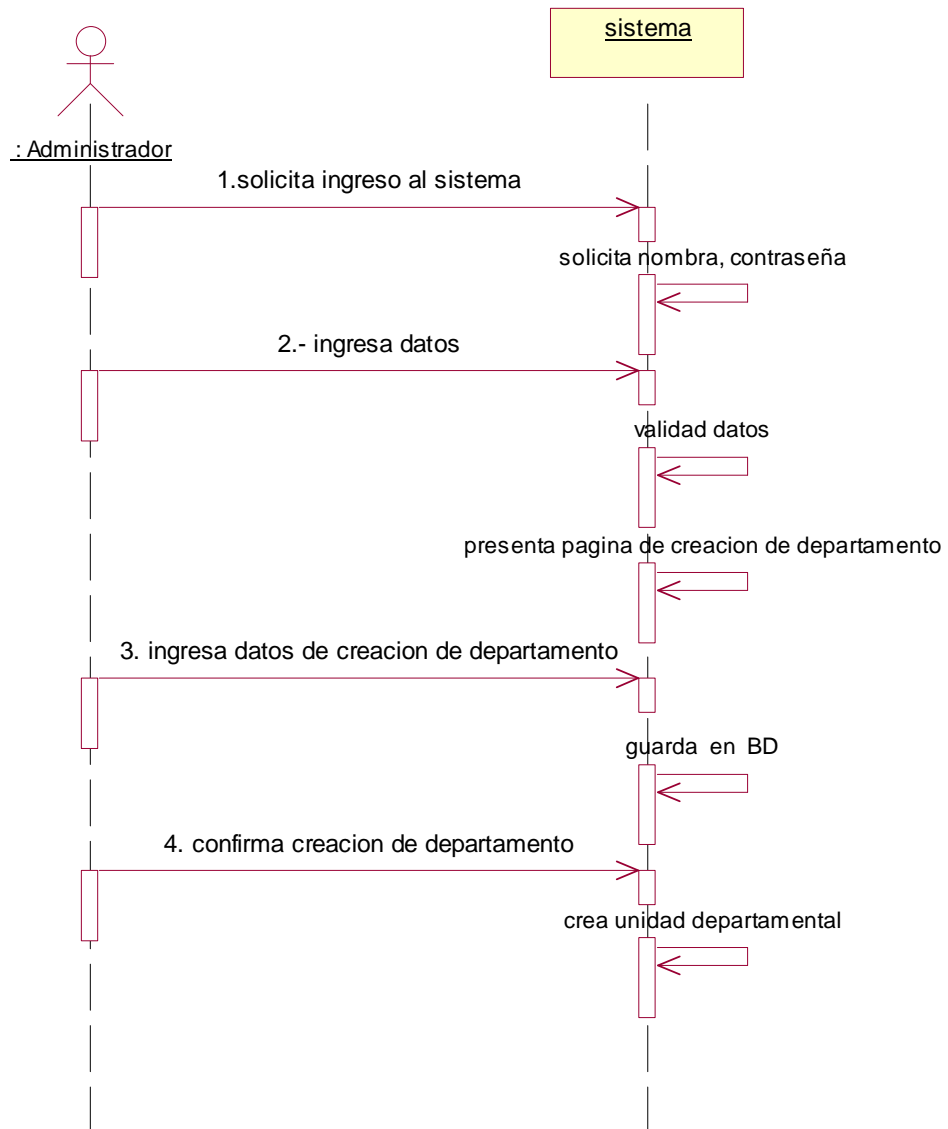 sistema
: Administrador
1.solicita ingreso al sistema
solicita nombra, contraseña
2.- ingresa datos
validad datos
presenta pagina de creacion de departamento
3. ingresa datos de creacion de departamento
guarda en BD
4. confirma creacion de departamento
crea unidad departamental